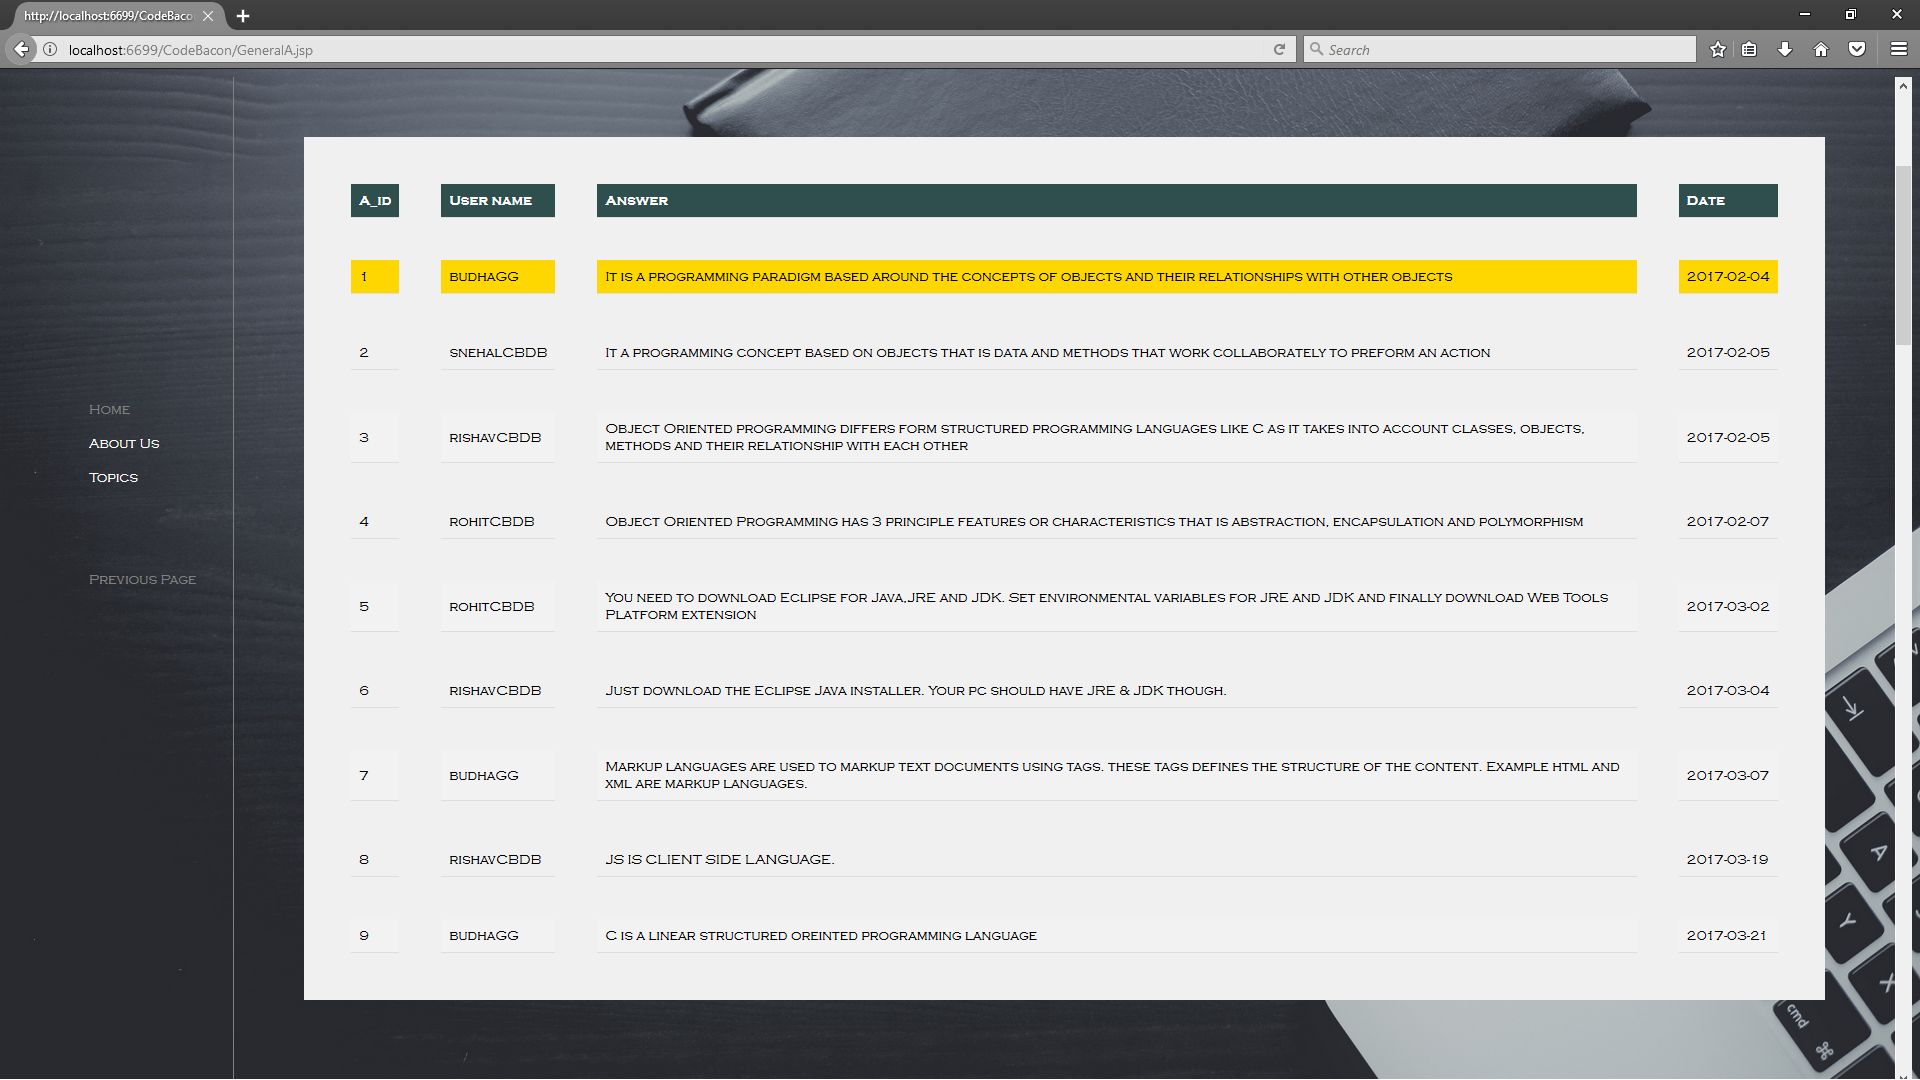 http://localhost:6699/CodeBaco
localhost:6699/CodeBacon/GeneralA.jsp
Search
Home
About Us
Topics
Previous Page
A_id User name Answer Date
1 budhaGG It is a programming paradigm based around the concepts of objects and their relationships with other objects 2017-02-04
2 snehalCBDB It a programming concept based on objects that is data and methods that work collaborately to preform an action 2017-02-05
3 rishavCBDB Object Oriented programming differs form structured programming languages like C as it takes into account classes, objects, 2017-02-05
methods and their relationship with each other
4 rohitCBDB Object Oriented Programming has 3 principle features or characteristics that is abstraction, encapsulation and polymorphism 2017-02-07
5 rohitCBDB You need to download Eclipse for Java,JRE and JDK. Set environmental variables for JRE and JDK and finally download Web Tools 2017-03-02
Platform extension
6 rishavCBDB Just download the Eclipse Java installer. Your pc should have JRE & JDK though. 2017-03-04
7 budhaGG Markup languages are used to markup text documents using tags. these tags defines the structure of the content. Example html and 2017-03-07
xml are markup languages.
8 rishavCBDB JS IS CLIENT SIDE LANGUAGE. 2017-03-19
9 budhaGG C is a linear structured oreinted programming language 2017-03-21
A
Y
X
cmd
⌘